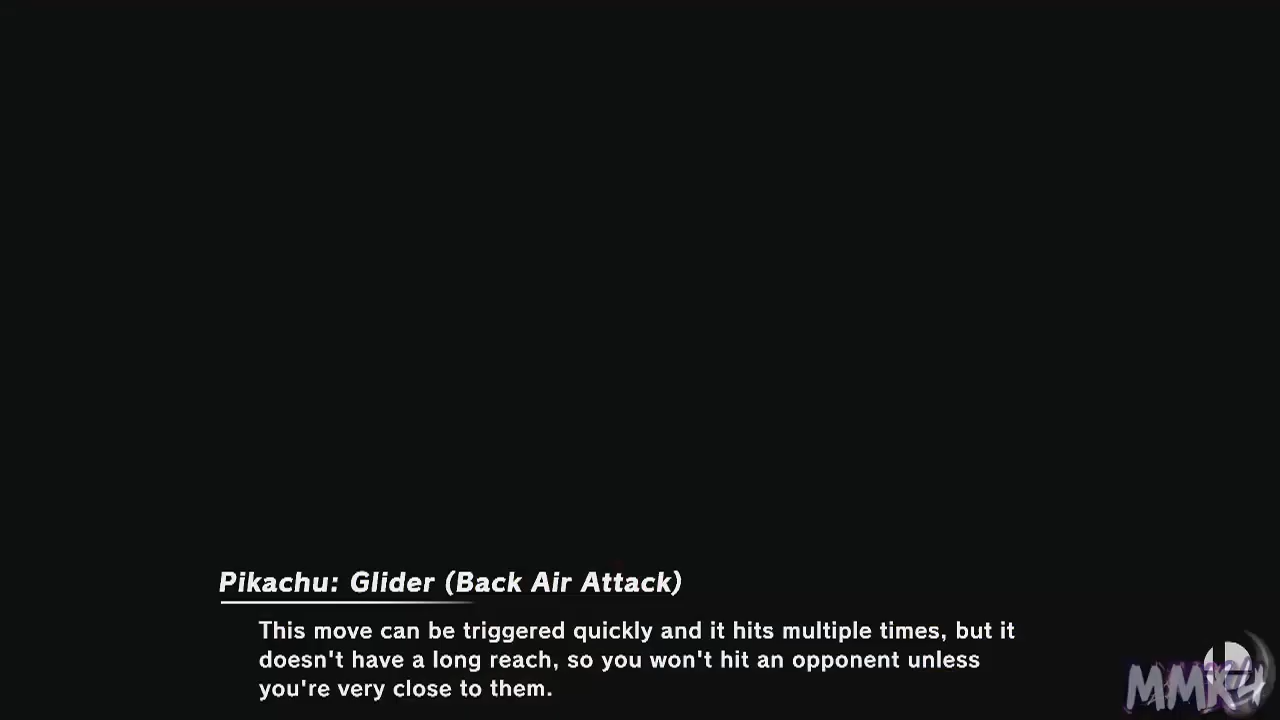 Pikachu: Glider (Back Air Attack)
This move can be triggered quickly and it hits multiple times, but it
doesn't have a long reach, so you won't hit an opponent unless
you're very close to them.
MMKH